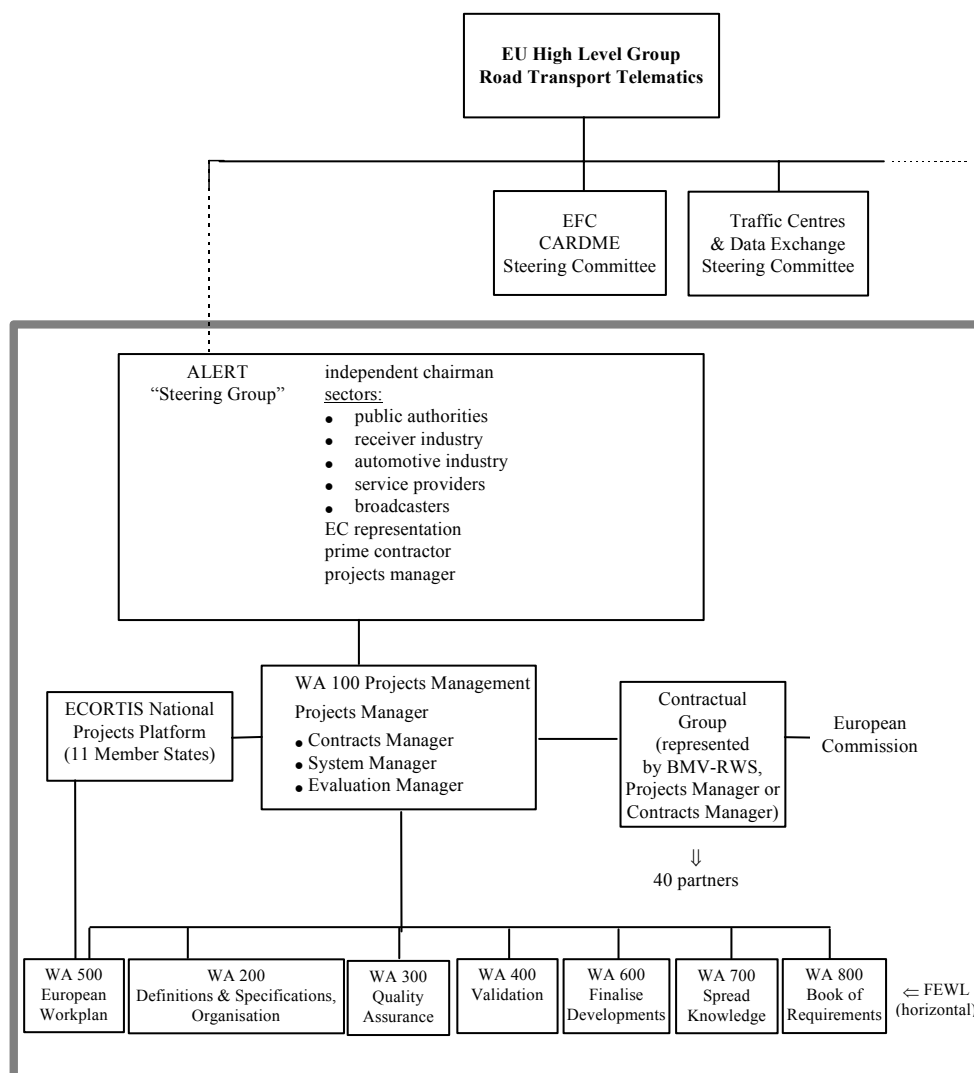 EU High Level Group
Road Transport Telematics
EFC
CARDME
Steering Committee
Traffic Centres
& Data Exchange
Steering Committee
ALERT
“Steering Group”
independent chairman
sectors:
● public authorities
● receiver industry
● automotive industry
● service providers
● broadcasters
EC representation
prime contractor
projects manager
ECORTIS National
Projects Platform
(11 Member States)
WA 100 Projects Management
Projects Manager
● Contracts Manager
● System Manager
● Evaluation Manager
Contractual
Group
(represented
by BMV-RWS,
Projects Manager or
Contracts Manager)
European
Commission
⇓
40 partners
WA 500
European
Workplan
WA 200
Definitions & Specifications,
Organisation
WA 300
Quality
Assurance
WA 400
Validation
WA 600
Finalise
Developments
WA 700
Spread
Knowledge
WA 800
Book of
Requirements
⇐ FEWL
(horizontal)